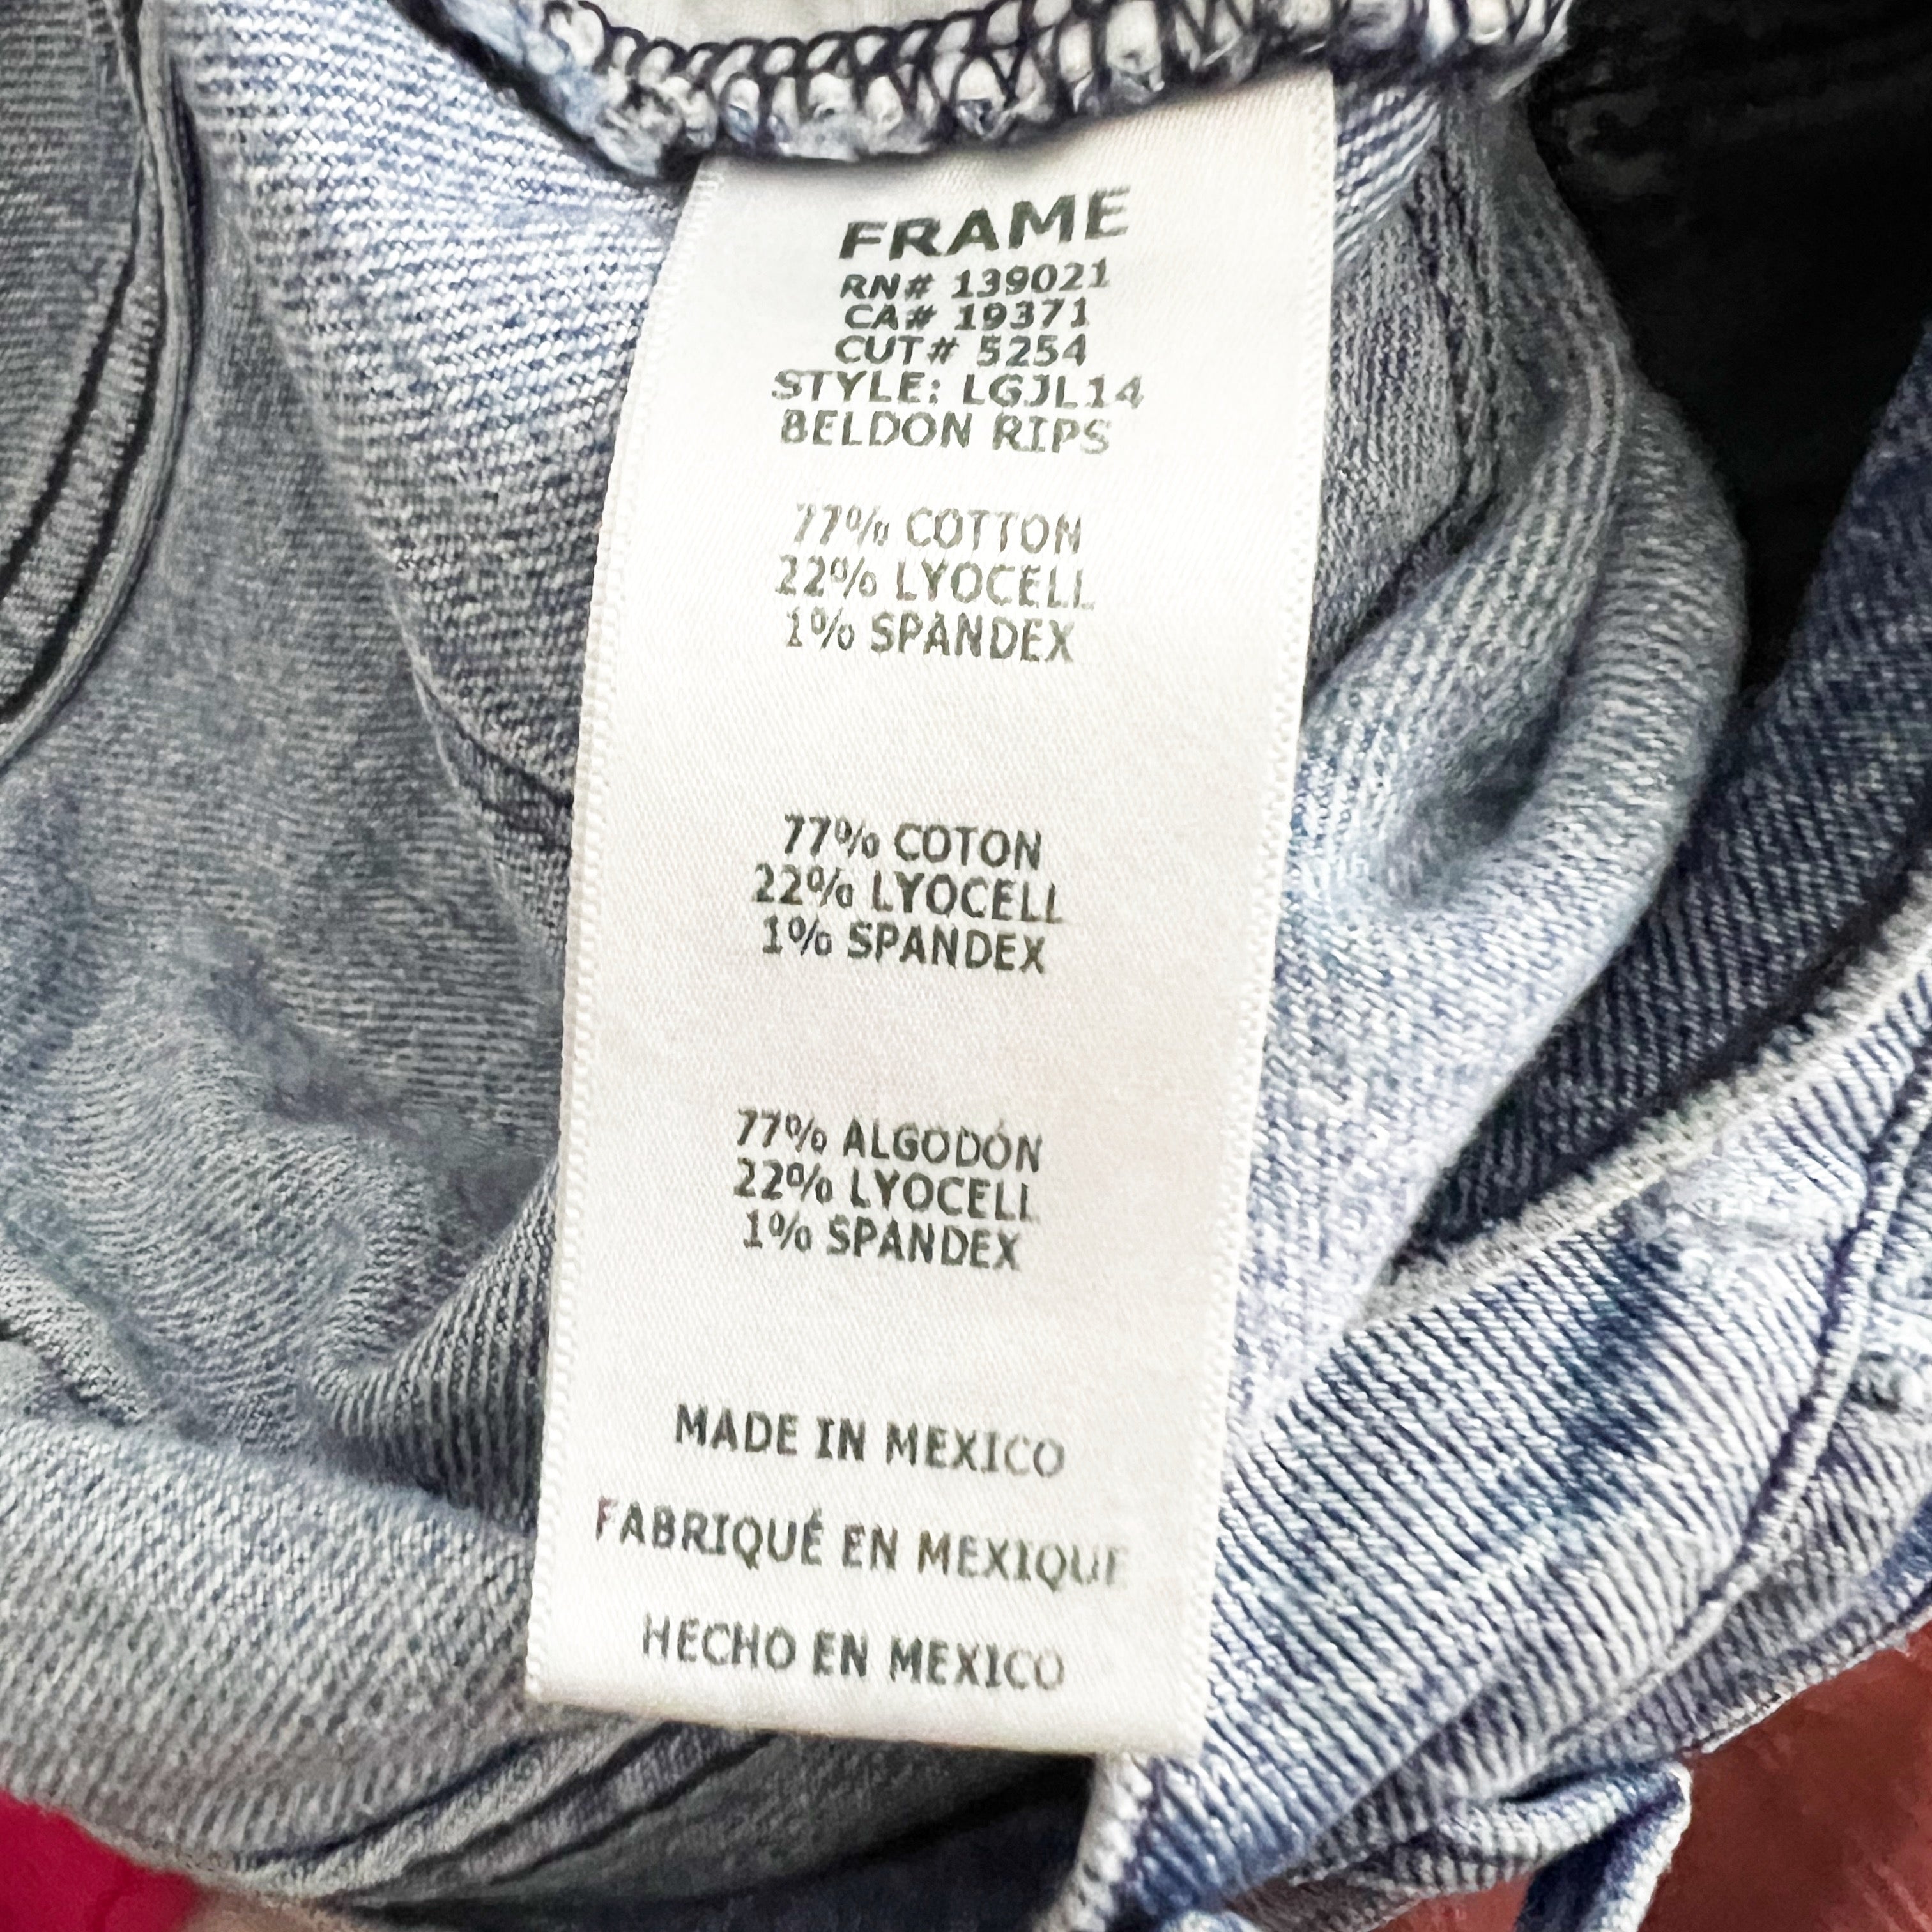 FRAME
RN# 139021
CA# 19371
CUT# 5254
STYLE: LGJL14
BELDON RIPS
77% COTTON
22% LYOCELL
1% SPANDEX
77% COTON
22% LYOCELL
1% SPANDEX
77% ALGODÓN
22% LYOCELL
1% SPANDEX
MADE IN MEXICO
FABRIQUÉ EN MEXIQUE
HECHO EN MEXICO